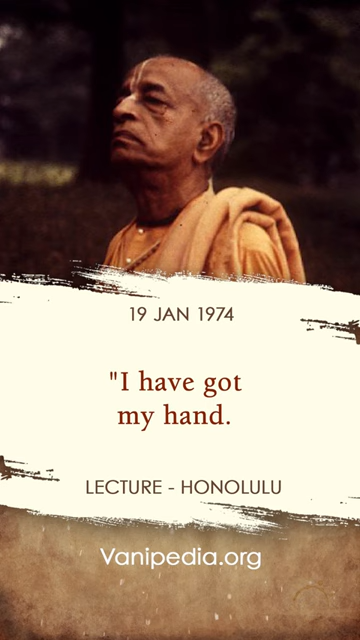 19 JAN 1974
"I have got
my hand.
LECTURE - HONOLULU
Vanipedia.org